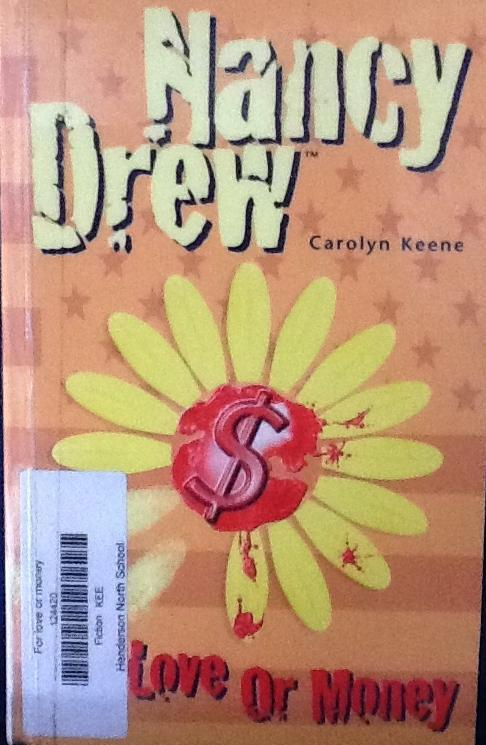 Nancy
Drew™
Carolyn Keene
$
Love Or Money
For love or money
124420
Fiction KEE
Henderson North School